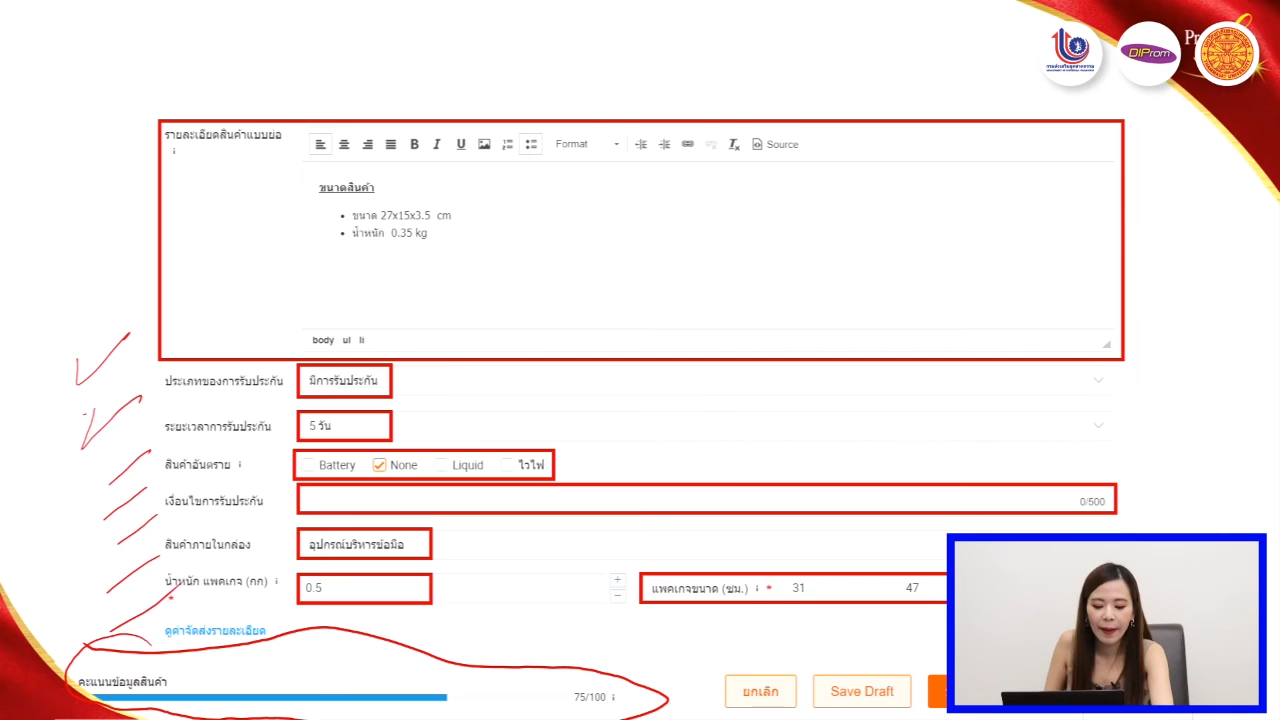 DIProm
รายละเอียดสินค้าแบบย่อ
B I U Format Source
ขนาดสินค้า
ขนาด 27x15x3.5 cm
น้ำหนัก 0.35 kg
body ul li
ประเภทของการรับประกัน มีการรับประกัน
ระยะเวลาการรับประกัน 5 วัน
สินค้าอันตราย Battery None Liquid ไวไฟ
เงื่อนไขการรับประกัน 0/500
สินค้าภายในกล่อง อุปกรณ์บริหารข้อมือ
น้ำหนัก แพคเกจ (กก) * 0.5 + − แพคเกจขนาด (ซม.) * 31 47
ดูค่าจัดส่งรายละเอียด
คะแนนข้อมูลสินค้า
75/100
ยกเลิก Save Draft